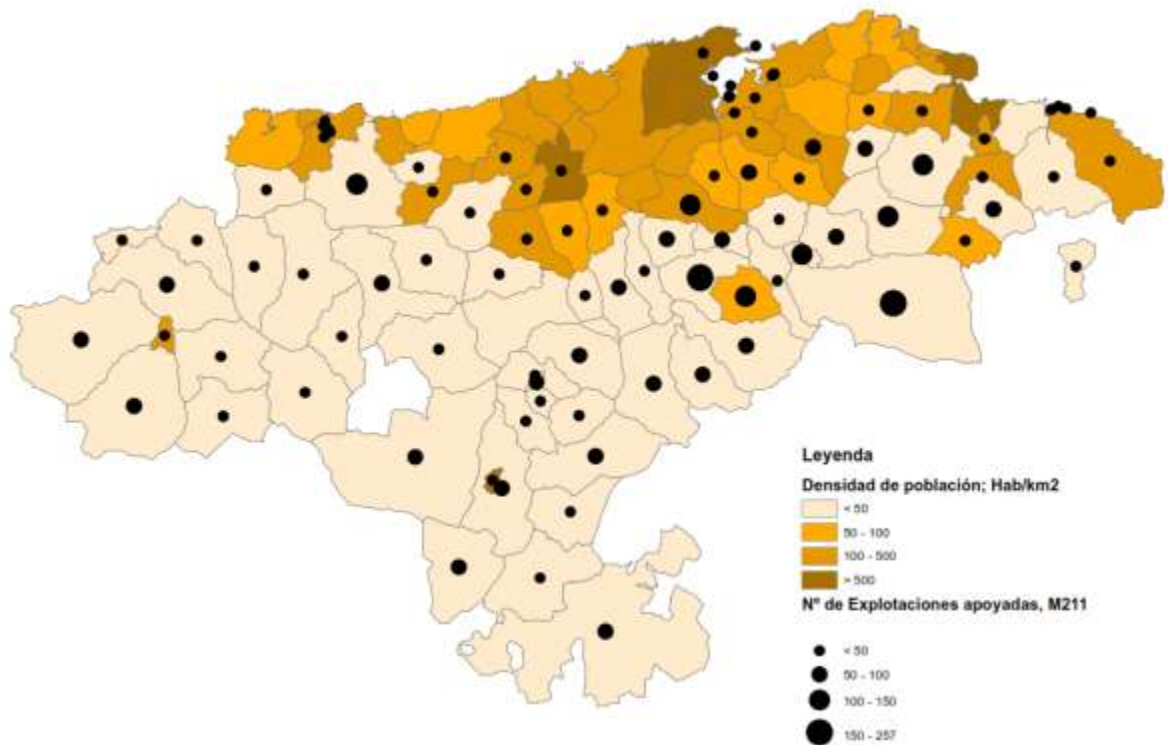 Leyenda
Densidad de población; Hab/km2
< 50
50 - 100
100 - 500
> 500
Nº de Explotaciones apoyadas, M211
< 50
50 - 100
100 - 150
150 - 257